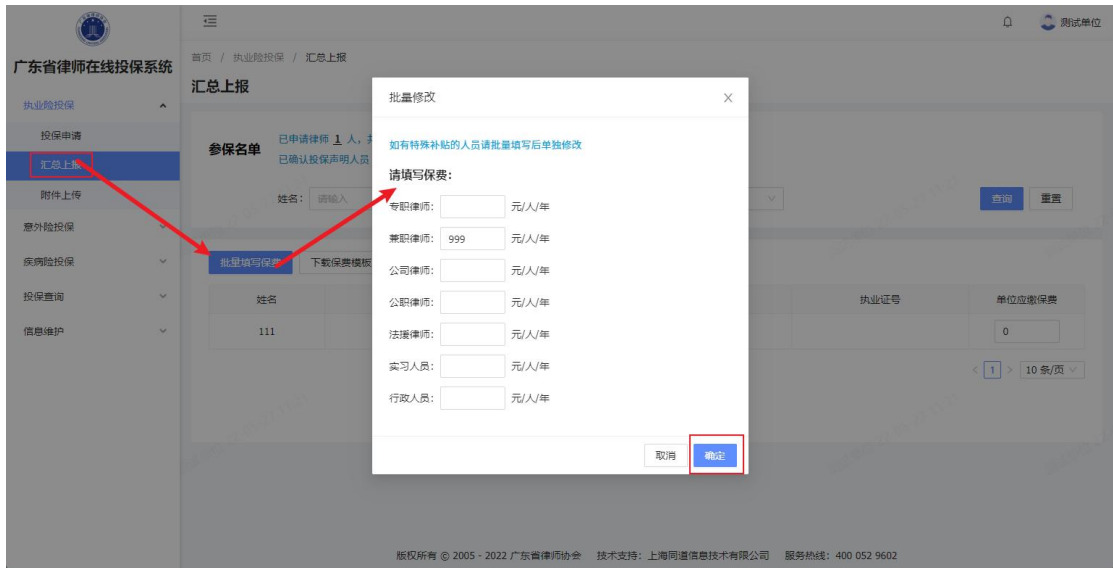 测试单位
广东省律师在线投保系统
首页 / 执业险投保 / 汇总上报
汇总上报
执业险投保
投保申请
汇总上报
附件上传
意外险投保
疾病险投保
投保查询
信息维护
参保名单
已申请律师 1 人，
已确认投保声明人员
姓名： 请输入
查询 重置
批量填写保费 下载保费模板
姓名 执业证号 单位应缴保费
111 0
< 1 > 10 条/页
批量修改
如有特殊补贴的人员请批量填写后单独修改
请填写保费：
专职律师： 元/人/年
兼职律师： 999 元/人/年
公司律师： 元/人/年
公职律师： 元/人/年
法援律师： 元/人/年
实习人员： 元/人/年
行政人员： 元/人/年
取消 确定
版权所有 © 2005 - 2022 广东省律师协会 技术支持：上海同道信息技术有限公司 服务热线：400 052 9602